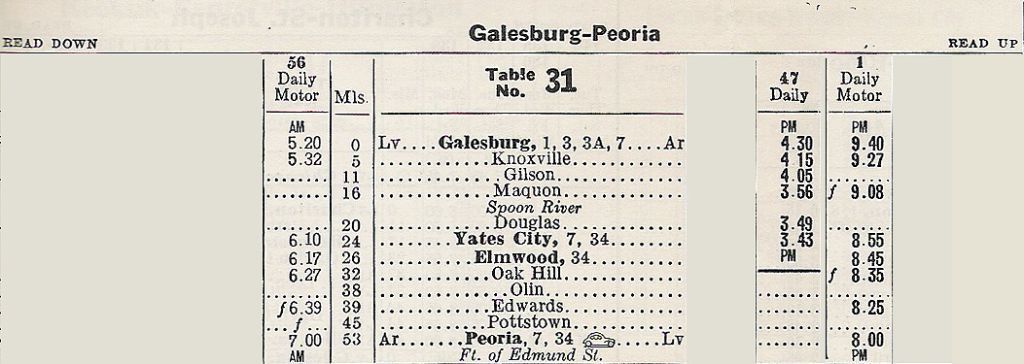 Galesburg-Peoria
READ DOWN READ UP
56 Daily Motor Mls. Table No. 31 47 Daily 1 Daily Motor
AM PM PM
5.20 0 Lv....Galesburg, 1, 3, 3A, 7....Ar 4.30 9.40
5.32 5 ............Knoxville............ 4 15 9.27
........ 11 ............Gilson............ 4.05 ........
........ 16 ............Maquon............ 3.56 f 9.08
Spoon River
........ 20 ............Douglas............ 3.49 ........
6.10 24 ........Yates City, 7, 34........ 3.43 8.55
6.17 26 ..........Elmwood, 34.......... PM 8.45
6.27 32 ............Oak Hill............ f 8.35
........ 38 ............Olin............ ........ ........
f6.39 39 ............Edwards............ ........ 8.25
...f... 45 ............Pottstown............ ........ ........
7.00 53 Ar.......Peoria, 7, 34 .......Lv ........ 8.00
AM Ft. of Edmund St. PM